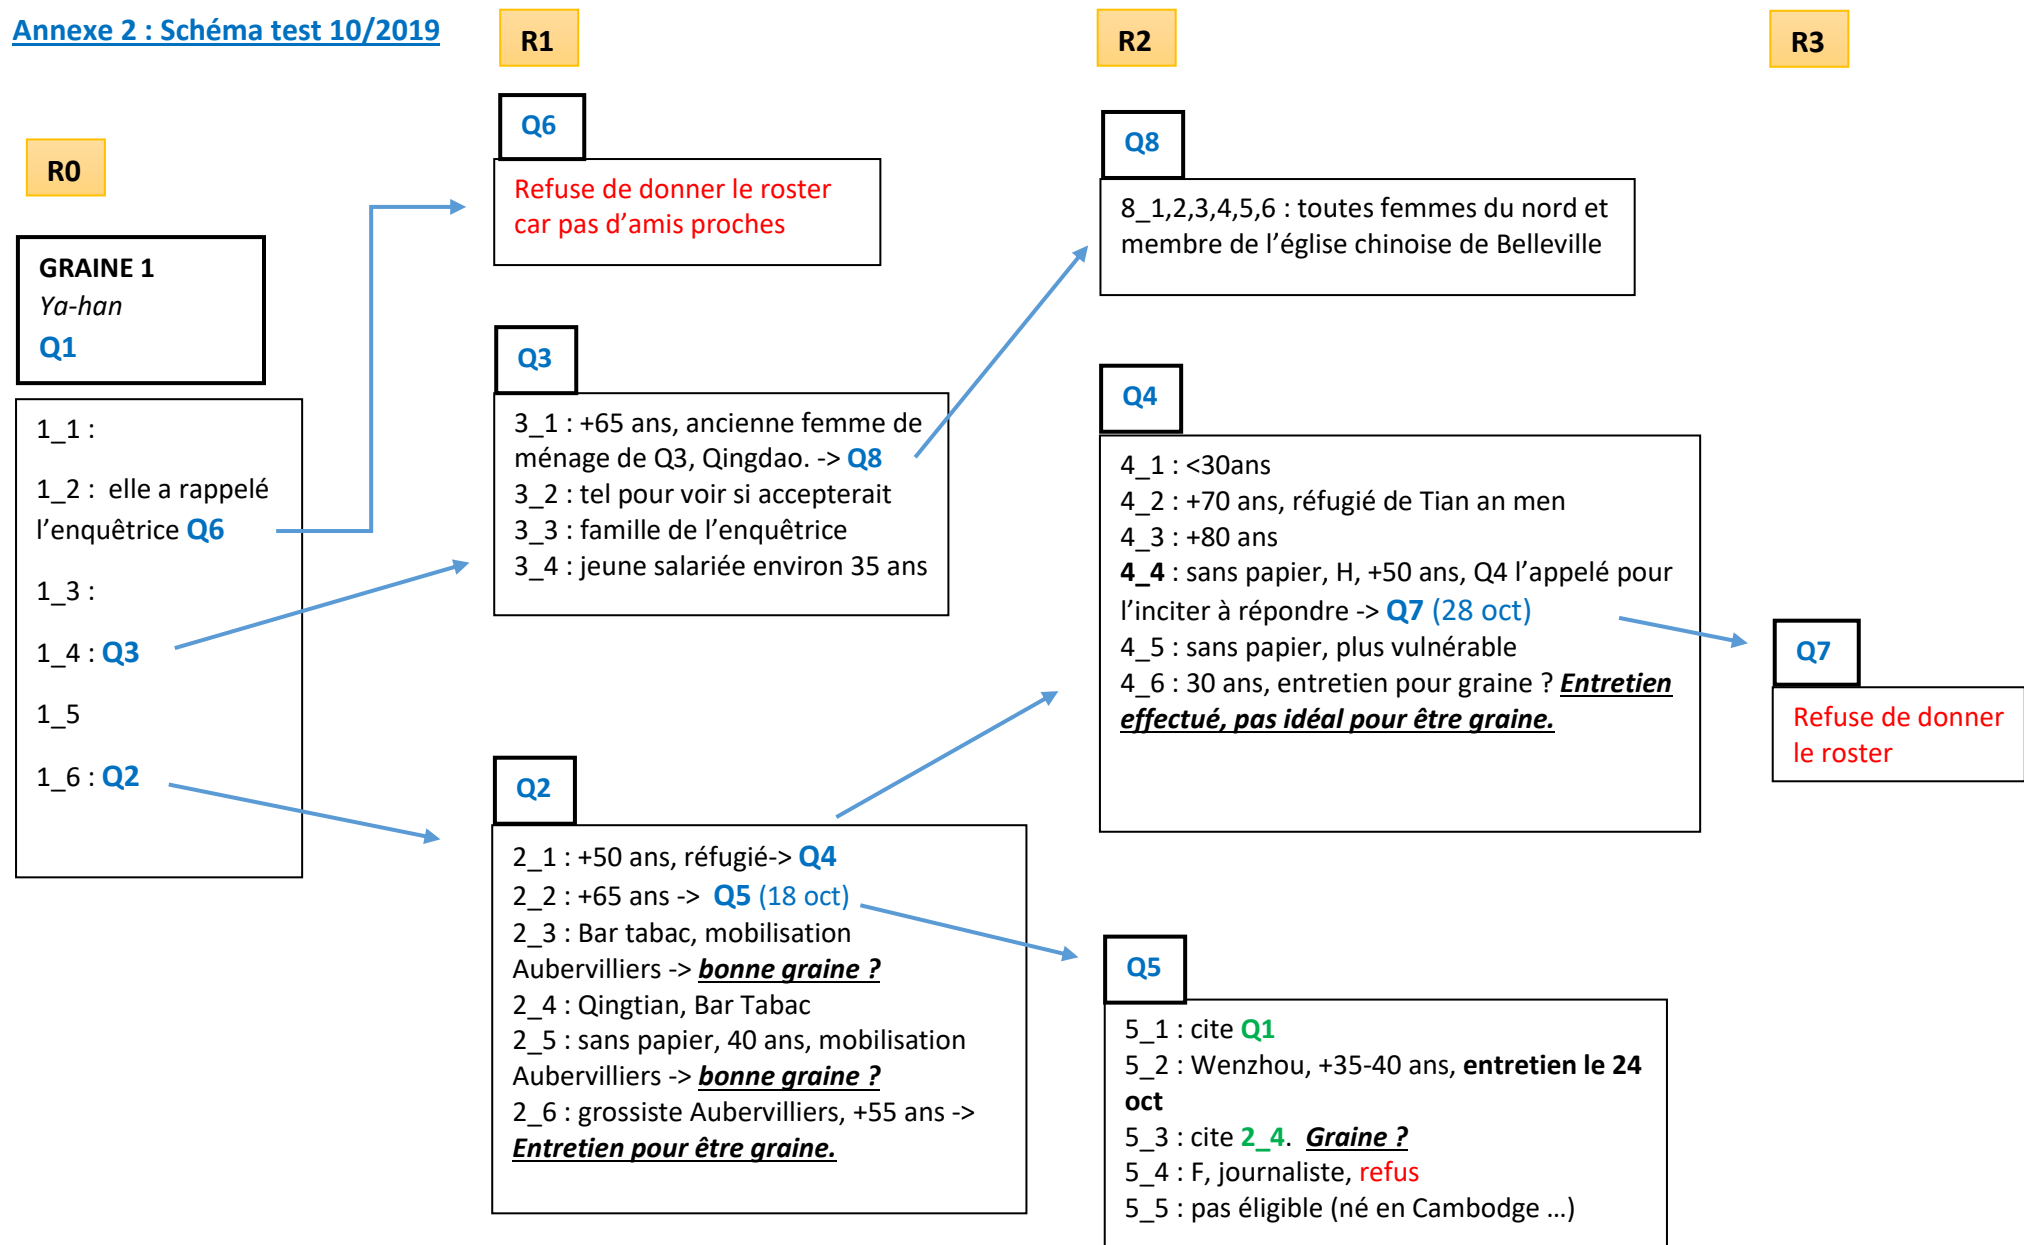 Annexe 2 : Schéma test 10/2019
R0
GRAINE 1
Ya-han
Q1
1_1 :
1_2 : elle a rappelé
l’enquêtrice Q6
1_3 :
1_4 : Q3
1_5
1_6 : Q2
R1
Q6
Refuse de donner le roster
car pas d’amis proches
Q3
3_1 : +65 ans, ancienne femme de
ménage de Q3, Qingdao. -> Q8
3_2 : tel pour voir si accepterait
3_3 : famille de l’enquêtrice
3_4 : jeune salariée environ 35 ans
Q2
2_1 : +50 ans, réfugié-> Q4
2_2 : +65 ans -> Q5 (18 oct)
2_3 : Bar tabac, mobilisation
Aubervilliers -> bonne graine ?
2_4 : Qingtian, Bar Tabac
2_5 : sans papier, 40 ans, mobilisation
Aubervilliers -> bonne graine ?
2_6 : grossiste Aubervilliers, +55 ans ->
Entretien pour être graine.
R2
Q8
8_1,2,3,4,5,6 : toutes femmes du nord et
membre de l’église chinoise de Belleville
Q4
4_1 : <30ans
4_2 : +70 ans, réfugié de Tian an men
4_3 : +80 ans
4_4 : sans papier, H, +50 ans, Q4 l’appelé pour
l’inciter à répondre -> Q7 (28 oct)
4_5 : sans papier, plus vulnérable
4_6 : 30 ans, entretien pour graine ? Entretien
effectué, pas idéal pour être graine.
Q5
5_1 : cite Q1
5_2 : Wenzhou, +35-40 ans, entretien le 24
oct
5_3 : cite 2_4. Graine ?
5_4 : F, journaliste, refus
5_5 : pas éligible (né en Cambodge …)
R3
Q7
Refuse de donner
le roster